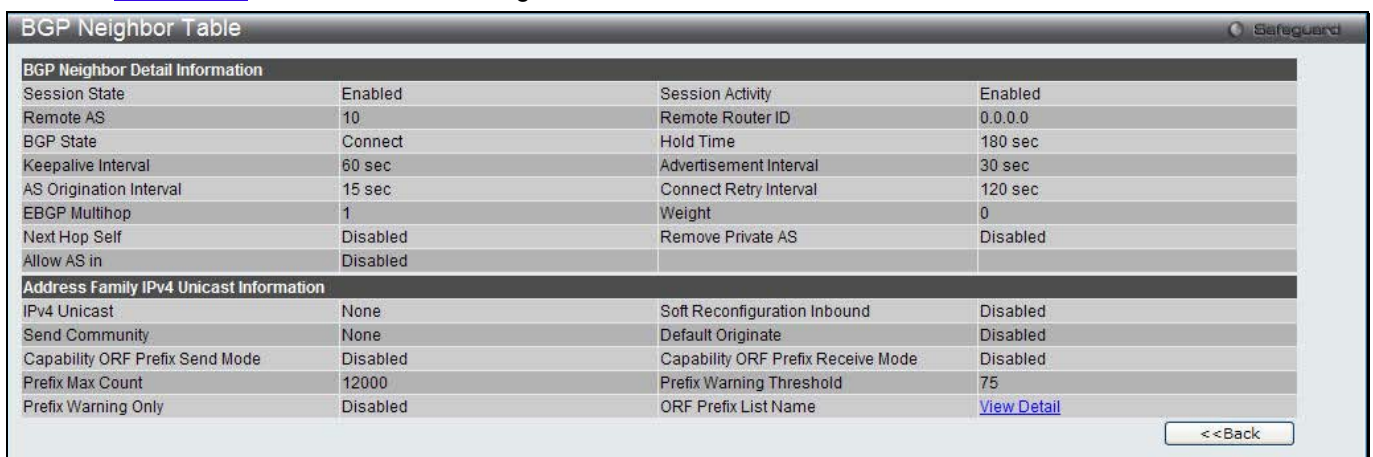 BGP Neighbor Table Safeguard
BGP Neighbor Detail Information
Session State Enabled Session Activity Enabled
Remote AS 10 Remote Router ID 0.0.0.0
BGP State Connect Hold Time 180 sec
Keepalive Interval 60 sec Advertisement Interval 30 sec
AS Origination Interval 15 sec Connect Retry Interval 120 sec
EBGP Multihop 1 Weight 0
Next Hop Self Disabled Remove Private AS Disabled
Allow AS in Disabled
Address Family IPv4 Unicast Information
IPv4 Unicast None Soft Reconfiguration Inbound Disabled
Send Community None Default Originate Disabled
Capability ORF Prefix Send Mode Disabled Capability ORF Prefix Receive Mode Disabled
Prefix Max Count 12000 Prefix Warning Threshold 75
Prefix Warning Only Disabled ORF Prefix List Name View Detail
<<Back